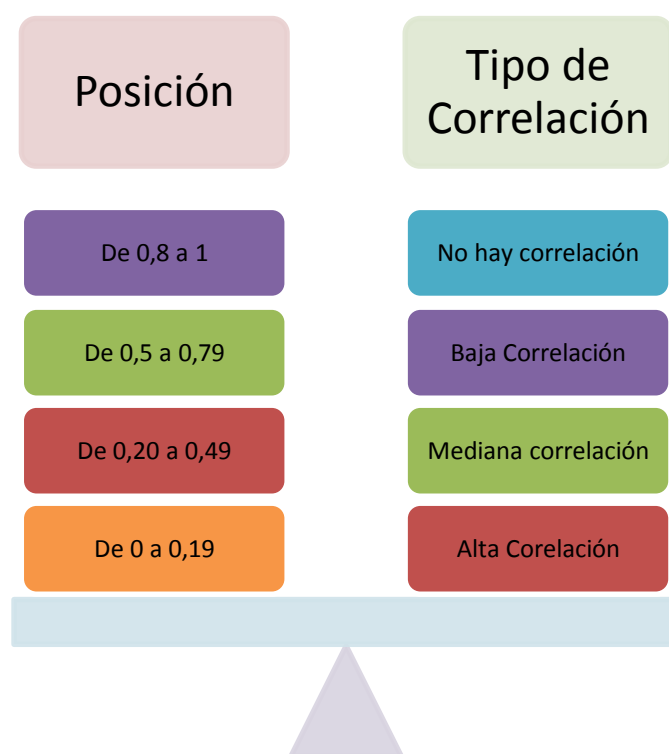 Posición
Tipo de
Correlación
De 0,8 a 1
No hay correlación
De 0,5 a 0,79
Baja Correlación
De 0,20 a 0,49
Mediana correlación
De 0 a 0,19
Alta Corelación